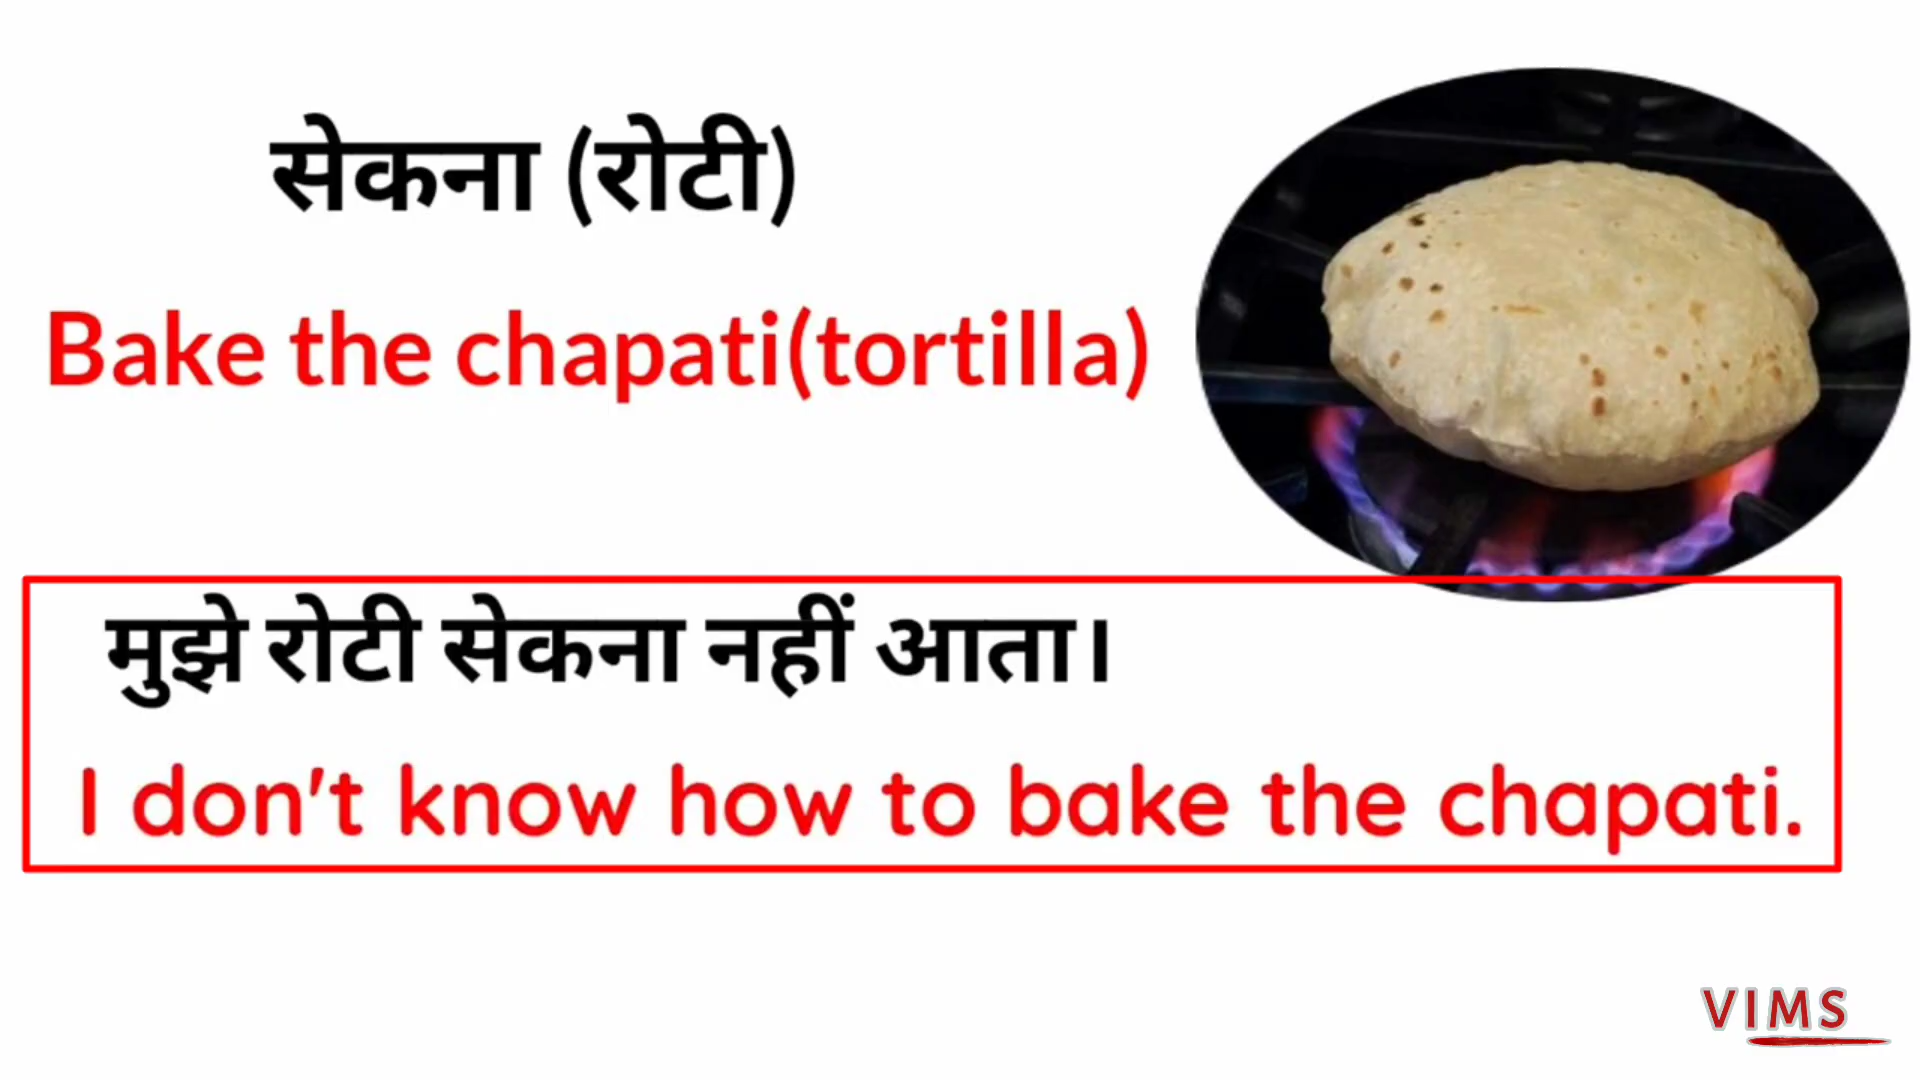 सेकना (रोटी)
Bake the chapati(tortilla)
मुझे रोटी सेकना नहीं आता।
I don't know how to bake the chapati.
VIMS